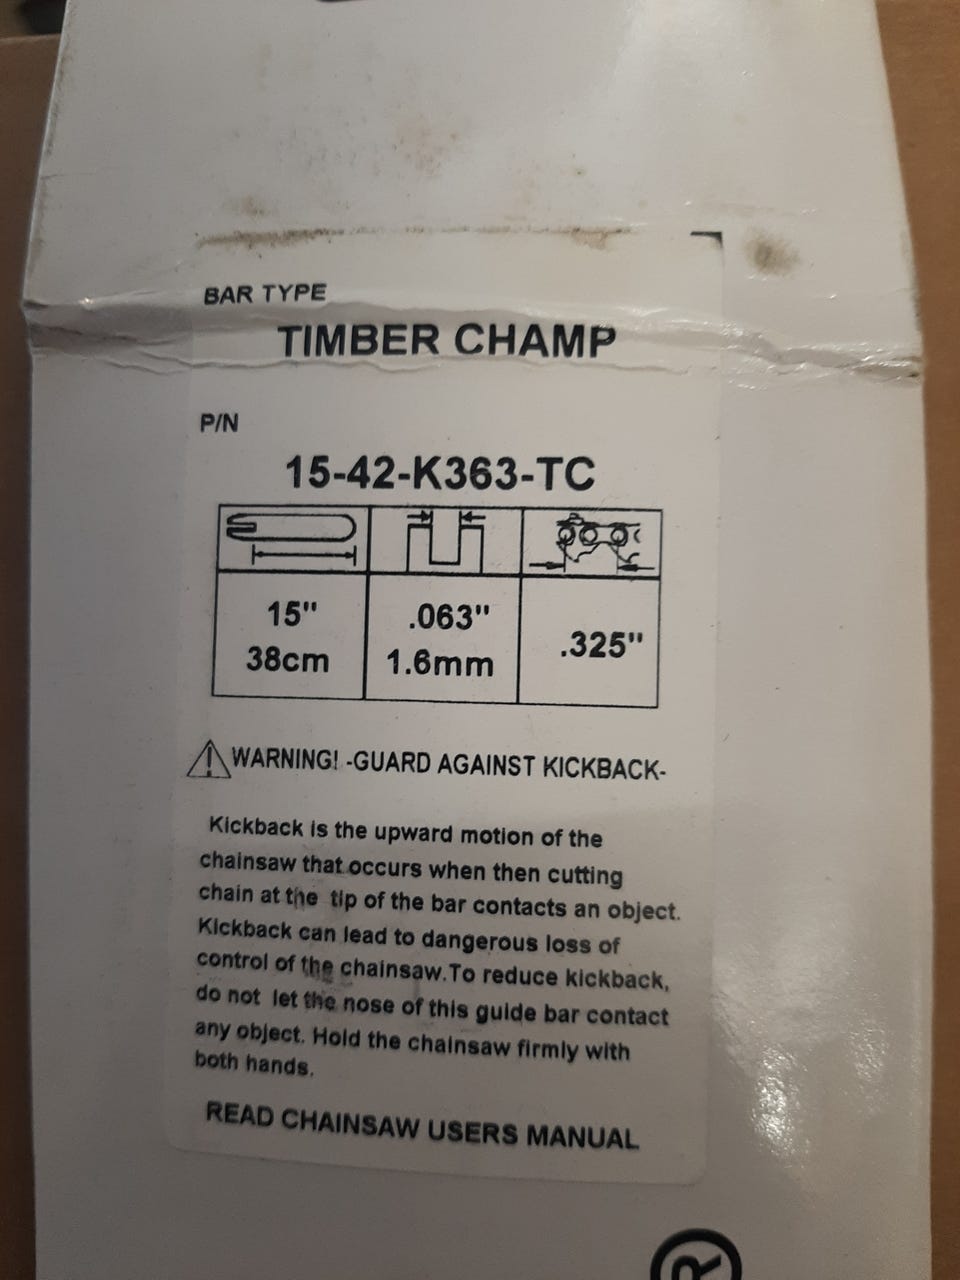 BAR TYPE
TIMBER CHAMP
P/N
15-42-K363-TC
15" .063" .325"
38cm 1.6mm
WARNING! -GUARD AGAINST KICKBACK-
Kickback is the upward motion of the
chainsaw that occurs when then cutting
chain at the tip of the bar contacts an object.
Kickback can lead to dangerous loss of
control of the chainsaw.To reduce kickback,
do not let the nose of this guide bar contact
any object. Hold the chainsaw firmly with
both hands.
READ CHAINSAW USERS MANUAL
®